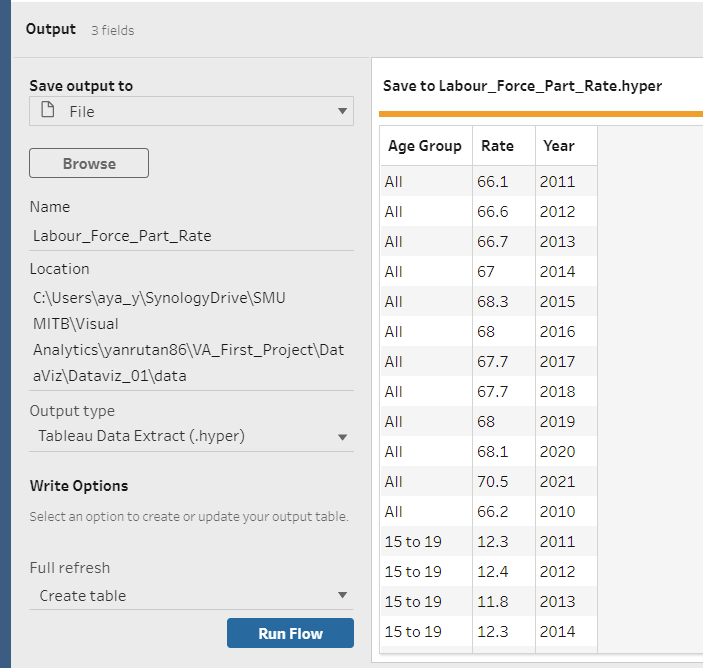 Output 3 fields
Save output to
File
Browse
Name
Labour_Force_Part_Rate
Location
C:\Users\aya_y\SynologyDrive\SMU
MITB\Visual
Analytics\yanrutan86\VA_First_Project\Dat
aViz\Dataviz_01\data
Output type
Tableau Data Extract (.hyper)
Write Options
Select an option to create or update your output table.
Full refresh
Create table
Run Flow
Save to Labour_Force_Part_Rate.hyper
Age Group Rate Year
All 66.1 2011
All 66.6 2012
All 66.7 2013
All 67 2014
All 68.3 2015
All 68 2016
All 67.7 2017
All 67.7 2018
All 68 2019
All 68.1 2020
All 70.5 2021
All 66.2 2010
15 to 19 12.3 2011
15 to 19 12.4 2012
15 to 19 11.8 2013
15 to 19 12.3 2014